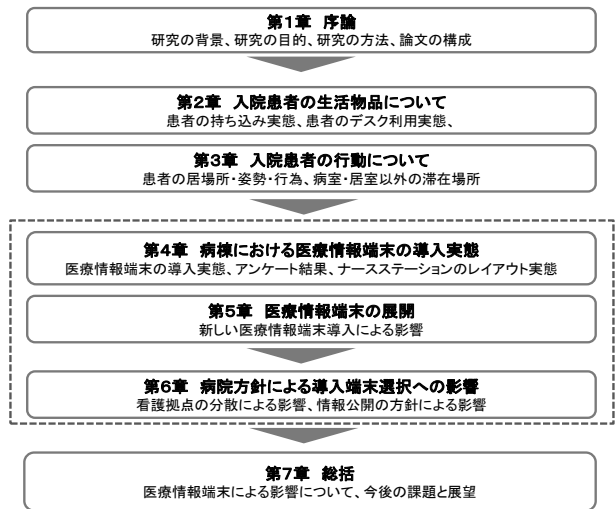 第1章 序論
研究の背景、研究の目的、研究の方法、論文の構成
第2章 入院患者の生活物品について
患者の持ち込み実態、患者のデスク利用実態、
第3章 入院患者の行動について
患者の居場所・姿勢・行為、病室・居室以外の滞在場所
第4章 病棟における医療情報端末の導入実態
医療情報端末の導入実態、アンケート結果、ナースステーションのレイアウト実態
第5章 医療情報端末の展開
新しい医療情報端末導入による影響
第6章 病院方針による導入端末選択への影響
看護拠点の分散による影響、情報公開の方針による影響
第7章 総括
医療情報端末による影響について、今後の課題と展望